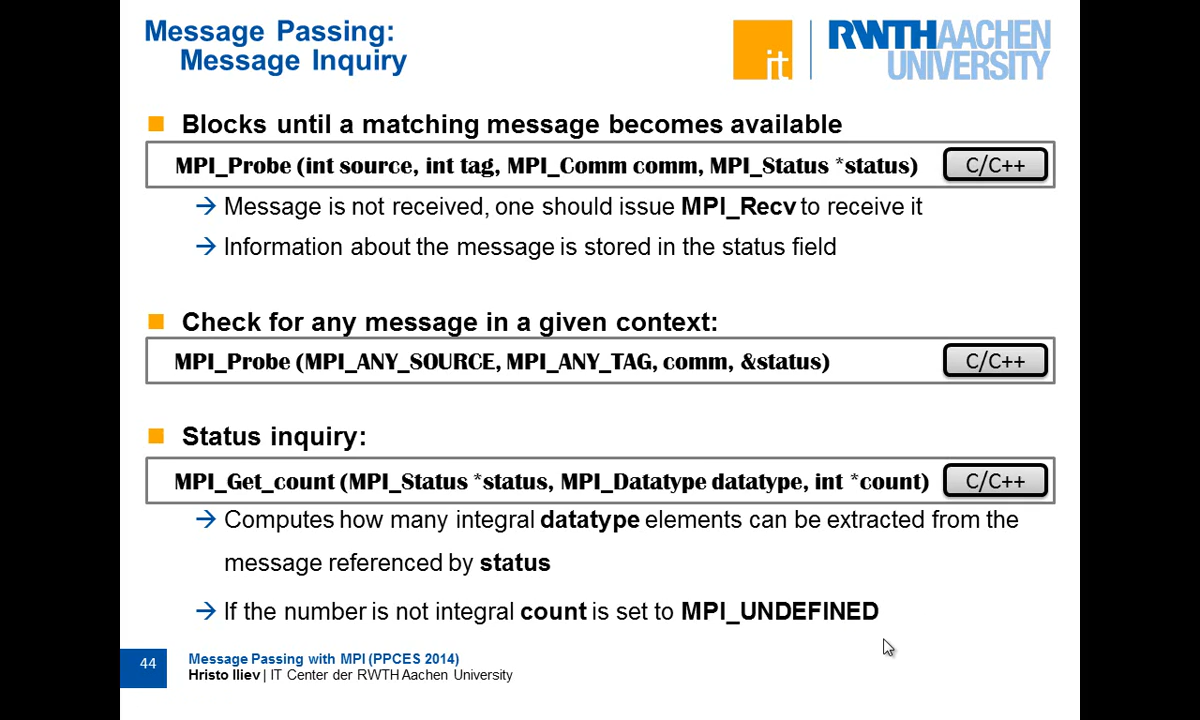 Message Passing:
Message Inquiry
it
RWTHAACHEN
UNIVERSITY
Blocks until a matching message becomes available
MPI_Probe (int source, int tag, MPI_Comm comm, MPI_Status *status)
C/C++
→ Message is not received, one should issue MPI_Recv to receive it
→ Information about the message is stored in the status field
Check for any message in a given context:
MPI_Probe (MPI_ANY_SOURCE, MPI_ANY_TAG, comm, &status)
C/C++
Status inquiry:
MPI_Get_count (MPI_Status *status, MPI_Datatype datatype, int *count)
C/C++
→ Computes how many integral datatype elements can be extracted from the
message referenced by status
→ If the number is not integral count is set to MPI_UNDEFINED
44
Message Passing with MPI (PPCES 2014)
Hristo Iliev | IT Center der RWTH Aachen University